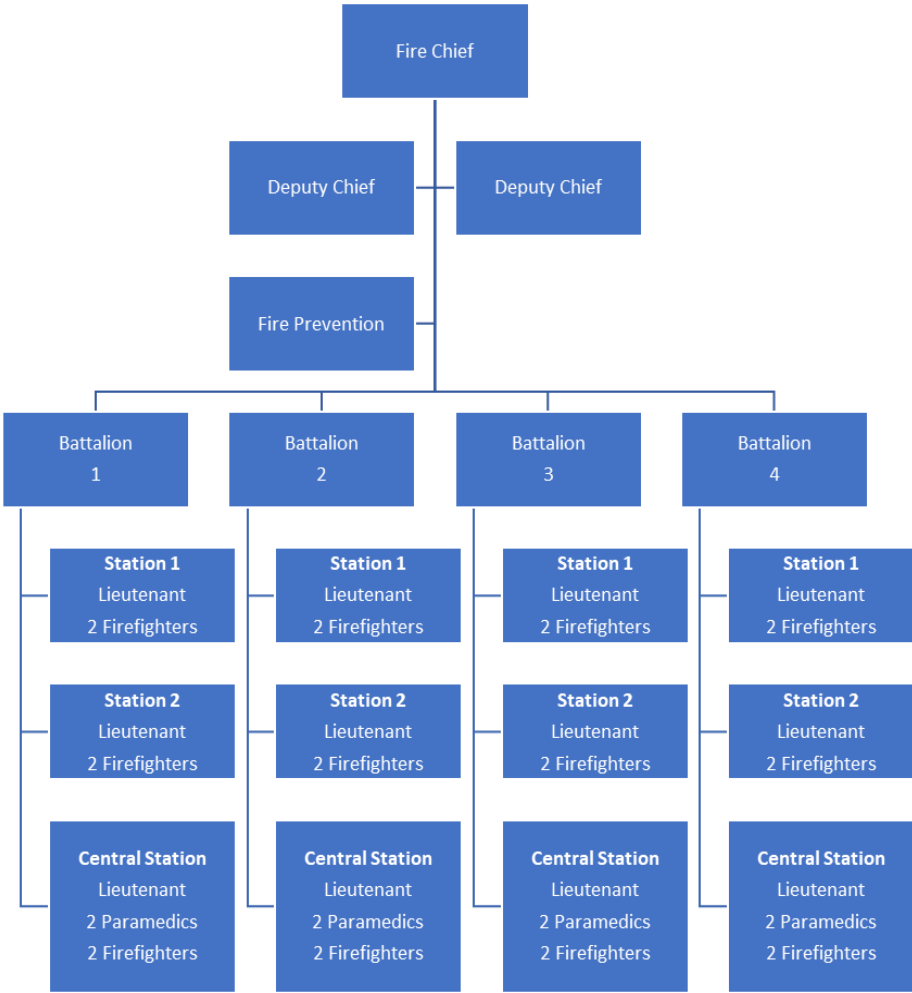 Fire Chief
Deputy Chief
Deputy Chief
Fire Prevention
Battalion
1
Battalion
2
Battalion
3
Battalion
4
Station 1
Lieutenant
2 Firefighters
Station 1
Lieutenant
2 Firefighters
Station 1
Lieutenant
2 Firefighters
Station 1
Lieutenant
2 Firefighters
Station 2
Lieutenant
2 Firefighters
Station 2
Lieutenant
2 Firefighters
Station 2
Lieutenant
2 Firefighters
Station 2
Lieutenant
2 Firefighters
Central Station
Lieutenant
2 Paramedics
2 Firefighters
Central Station
Lieutenant
2 Paramedics
2 Firefighters
Central Station
Lieutenant
2 Paramedics
2 Firefighters
Central Station
Lieutenant
2 Paramedics
2 Firefighters